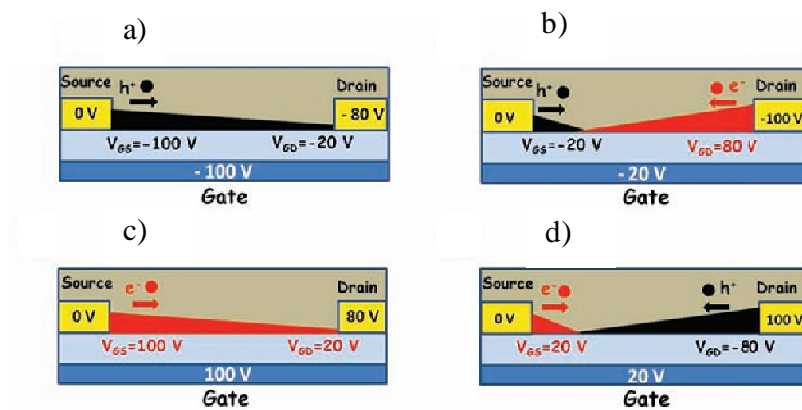 a)
Source h⁺ Drain
0 V - 80 V
V_GS=-100 V V_GD=-20 V
- 100 V
Gate
b)
Source h⁺ e⁻ Drain
0 V -100 V
V_GS=-20 V V_GD=80 V
- 20 V
Gate
c)
Source e⁻ Drain
0 V 80 V
V_GS=100 V V_GD=20 V
100 V
Gate
d)
Source e⁻ h⁺ Drain
0 V 100 V
V_GS=20 V V_GD=-80 V
20 V
Gate